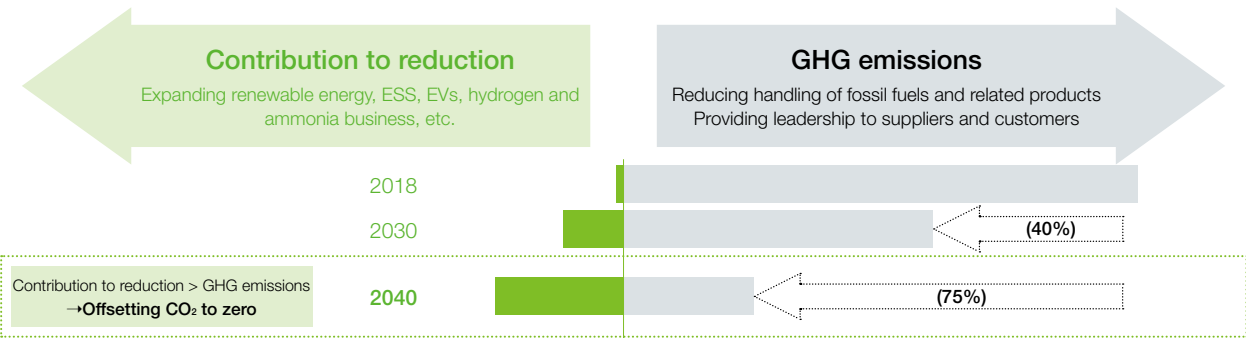 Contribution to reduction
Expanding renewable energy, ESS, EVs, hydrogen and
ammonia business, etc.
GHG emissions
Reducing handling of fossil fuels and related products
Providing leadership to suppliers and customers
2018
2030
(40%)
Contribution to reduction > GHG emissions
→Offsetting CO₂ to zero
2040
(75%)